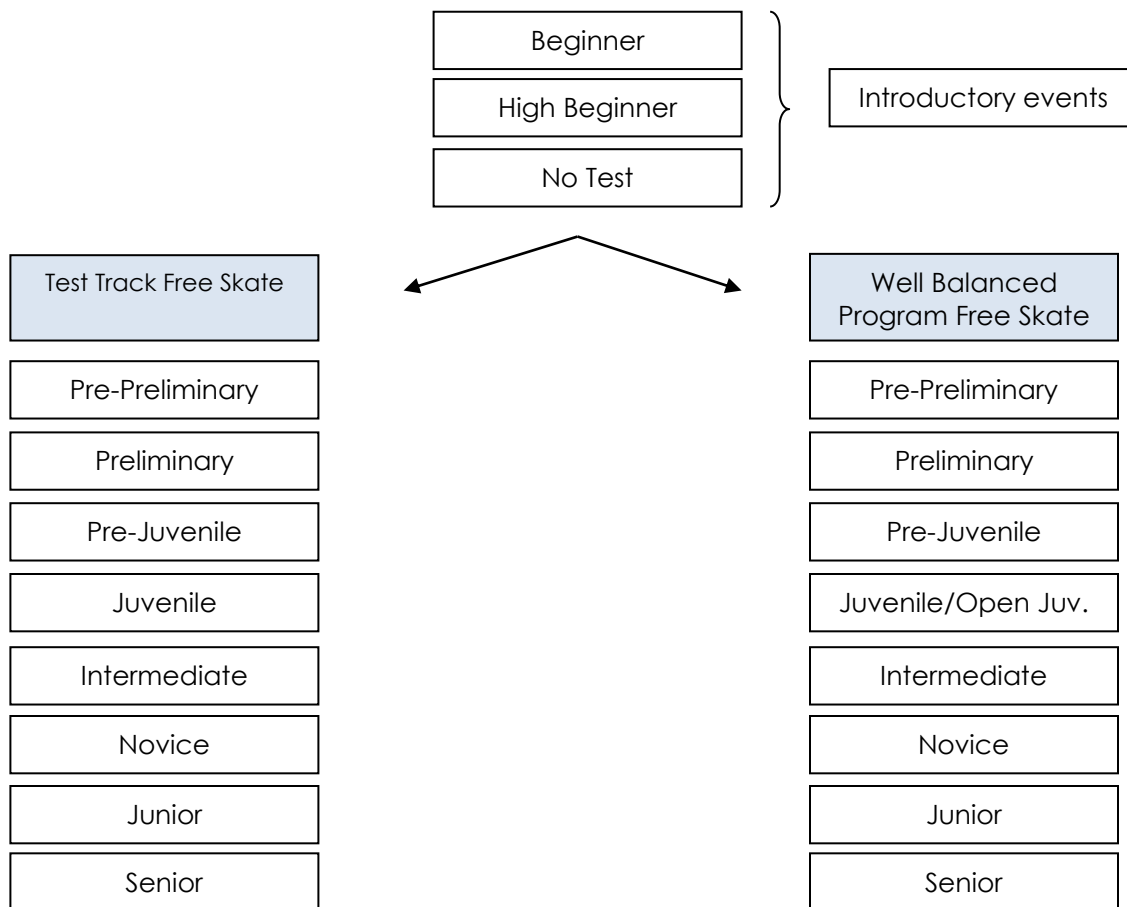 Beginner
High Beginner
No Test
Introductory events
Test Track Free Skate
Pre-Preliminary
Preliminary
Pre-Juvenile
Juvenile
Intermediate
Novice
Junior
Senior
Well Balanced
Program Free Skate
Pre-Preliminary
Preliminary
Pre-Juvenile
Juvenile/Open Juv.
Intermediate
Novice
Junior
Senior